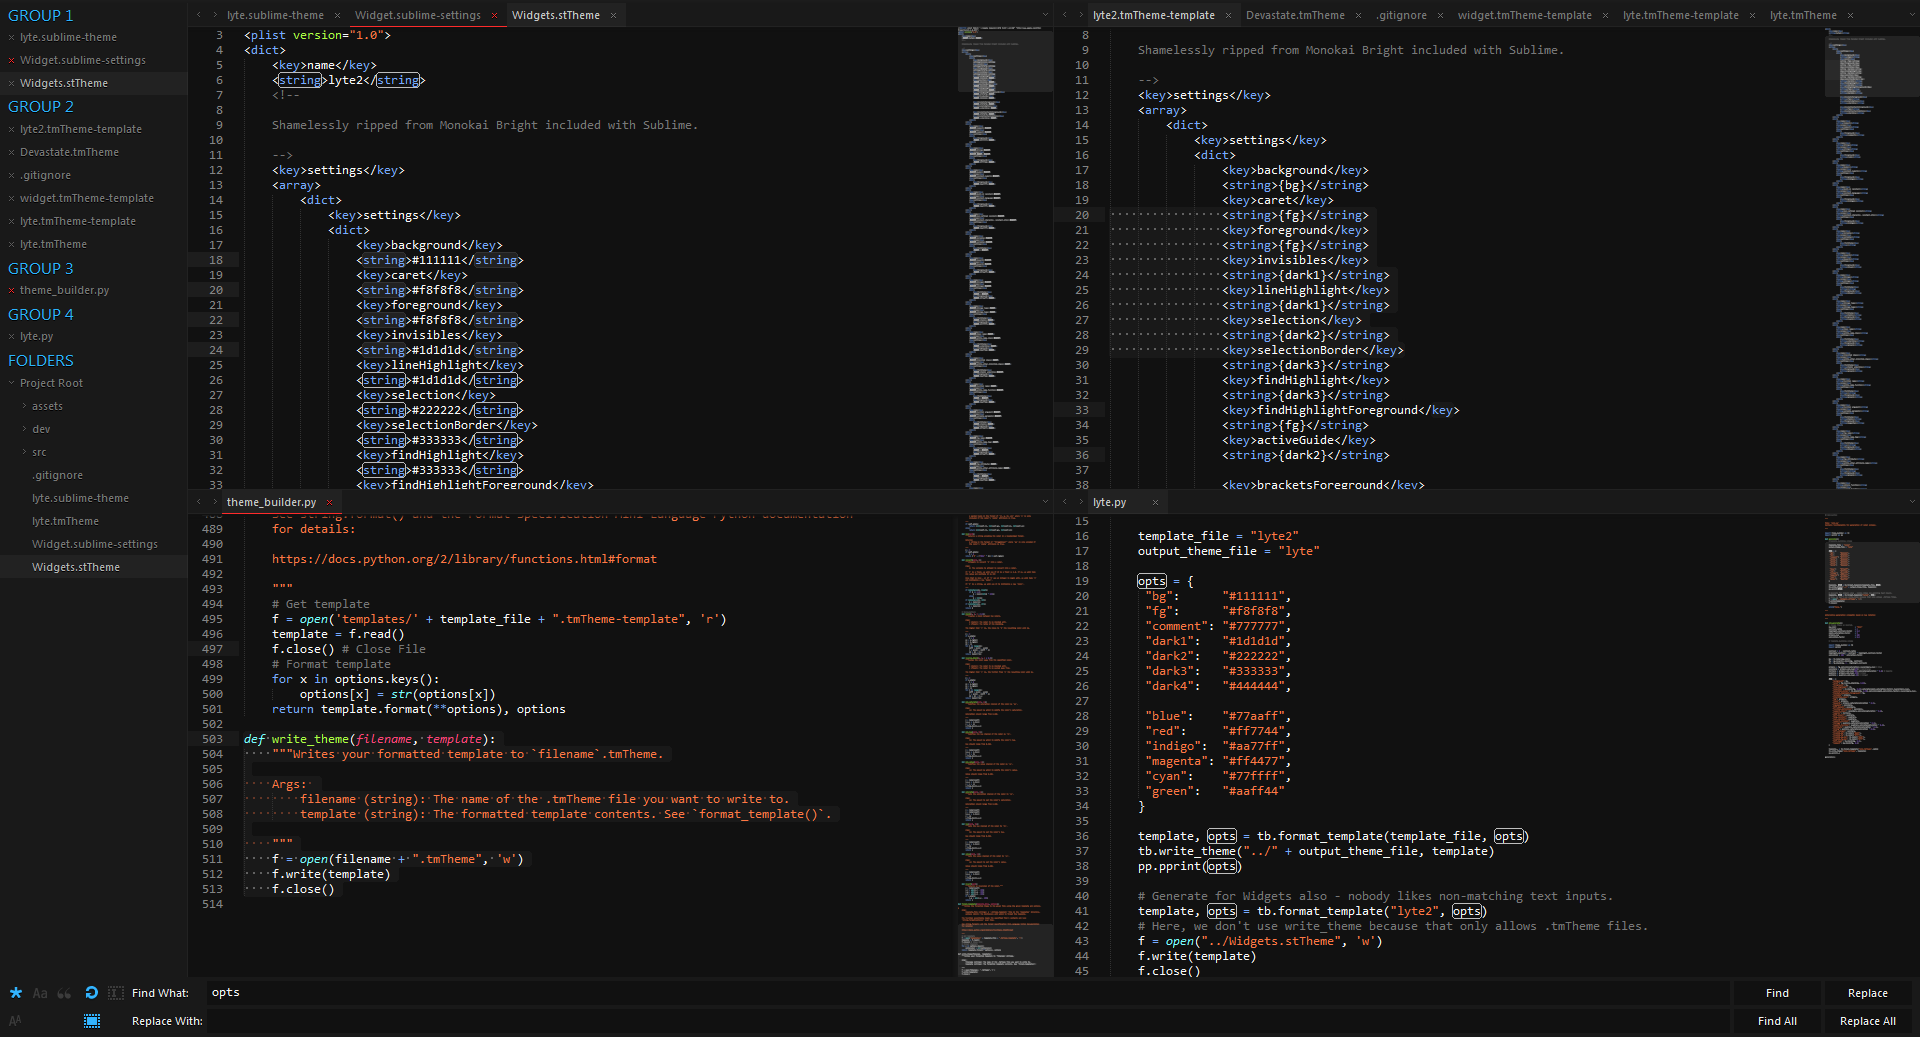 GROUP 1
lyte.sublime-theme
Widget.sublime-settings
Widgets.stTheme
GROUP 2
lyte2.tmTheme-template
Devastate.tmTheme
.gitignore
widget.tmTheme-template
lyte.tmTheme-template
lyte.tmTheme
GROUP 3
theme_builder.py
GROUP 4
lyte.py
FOLDERS
Project Root
assets
dev
src
.gitignore
lyte.sublime-theme
lyte.tmTheme
Widget.sublime-settings
Widgets.stTheme
lyte.sublime-theme × Widget.sublime-settings × Widgets.stTheme ×
3 <plist version="1.0">
4 <dict>
5 <key>name</key>
6 <string>lyte2</string>
7 <!--
8
9 Shamelessly ripped from Monokai Bright included with Sublime.
10
11 -->
12 <key>settings</key>
13 <array>
14 <dict>
15 <key>settings</key>
16 <dict>
17 <key>background</key>
18 <string>#111111</string>
19 <key>caret</key>
20 <string>#f8f8f8</string>
21 <key>foreground</key>
22 <string>#f8f8f8</string>
23 <key>invisibles</key>
24 <string>#1d1d1d</string>
25 <key>lineHighlight</key>
26 <string>#1d1d1d</string>
27 <key>selection</key>
28 <string>#222222</string>
29 <key>selectionBorder</key>
30 <string>#333333</string>
31 <key>findHighlight</key>
32 <string>#333333</string>
33 <key>findHighlightForeground</key>
lyte2.tmTheme-template × Devastate.tmTheme × .gitignore × widget.tmTheme-template × lyte.tmTheme-template × lyte.tmTheme ×
8
9 Shamelessly ripped from Monokai Bright included with Sublime.
10
11 -->
12 <key>settings</key>
13 <array>
14 <dict>
15 <key>settings</key>
16 <dict>
17 <key>background</key>
18 <string>{bg}</string>
19 <key>caret</key>
20 <string>{fg}</string>
21 <key>foreground</key>
22 <string>{fg}</string>
23 <key>invisibles</key>
24 <string>{dark1}</string>
25 <key>lineHighlight</key>
26 <string>{dark1}</string>
27 <key>selection</key>
28 <string>{dark2}</string>
29 <key>selectionBorder</key>
30 <string>{dark3}</string>
31 <key>findHighlight</key>
32 <string>{dark3}</string>
33 <key>findHighlightForeground</key>
34 <string>{fg}</string>
35 <key>activeGuide</key>
36 <string>{dark2}</string>
37
38 <key>bracketsForeground</key>
theme_builder.py ×
489 for details:
490
491 https://docs.python.org/2/library/functions.html#format
492
493 """
494 # Get template
495 f = open('templates/' + template_file + ".tmTheme-template", 'r')
496 template = f.read()
497 f.close() # Close File
498 # Format template
499 for x in options.keys():
500 options[x] = str(options[x])
501 return template.format(**options), options
502
503 def write_theme(filename, template):
504 """Writes your formatted template to `filename`.tmTheme.
505
506 Args:
507 filename (string): The name of the .tmTheme file you want to write to.
508 template (string): The formatted template contents. See `format_template()`.
509
510 """
511 f = open(filename + ".tmTheme", 'w')
512 f.write(template)
513 f.close()
514
lyte.py ×
15
16 template_file = "lyte2"
17 output_theme_file = "lyte"
18
19 opts = {
20 "bg": "#111111",
21 "fg": "#f8f8f8",
22 "comment": "#777777",
23 "dark1": "#1d1d1d",
24 "dark2": "#222222",
25 "dark3": "#333333",
26 "dark4": "#444444",
27
28 "blue": "#77aaff",
29 "red": "#ff7744",
30 "indigo": "#aa77ff",
31 "magenta": "#ff4477",
32 "cyan": "#77ffff",
33 "green": "#aaff44"
34 }
35
36 template, opts = tb.format_template(template_file, opts)
37 tb.write_theme("../" + output_theme_file, template)
38 pp.pprint(opts)
39
40 # Generate for Widgets also - nobody likes non-matching text inputs.
41 template, opts = tb.format_template("lyte2", opts)
42 # Here, we don't use write_theme because that only allows .tmTheme files.
43 f = open("../Widgets.stTheme", 'w')
44 f.write(template)
45 f.close()
Aa Find What: opts Find Replace
AA Replace With: Find All Replace All